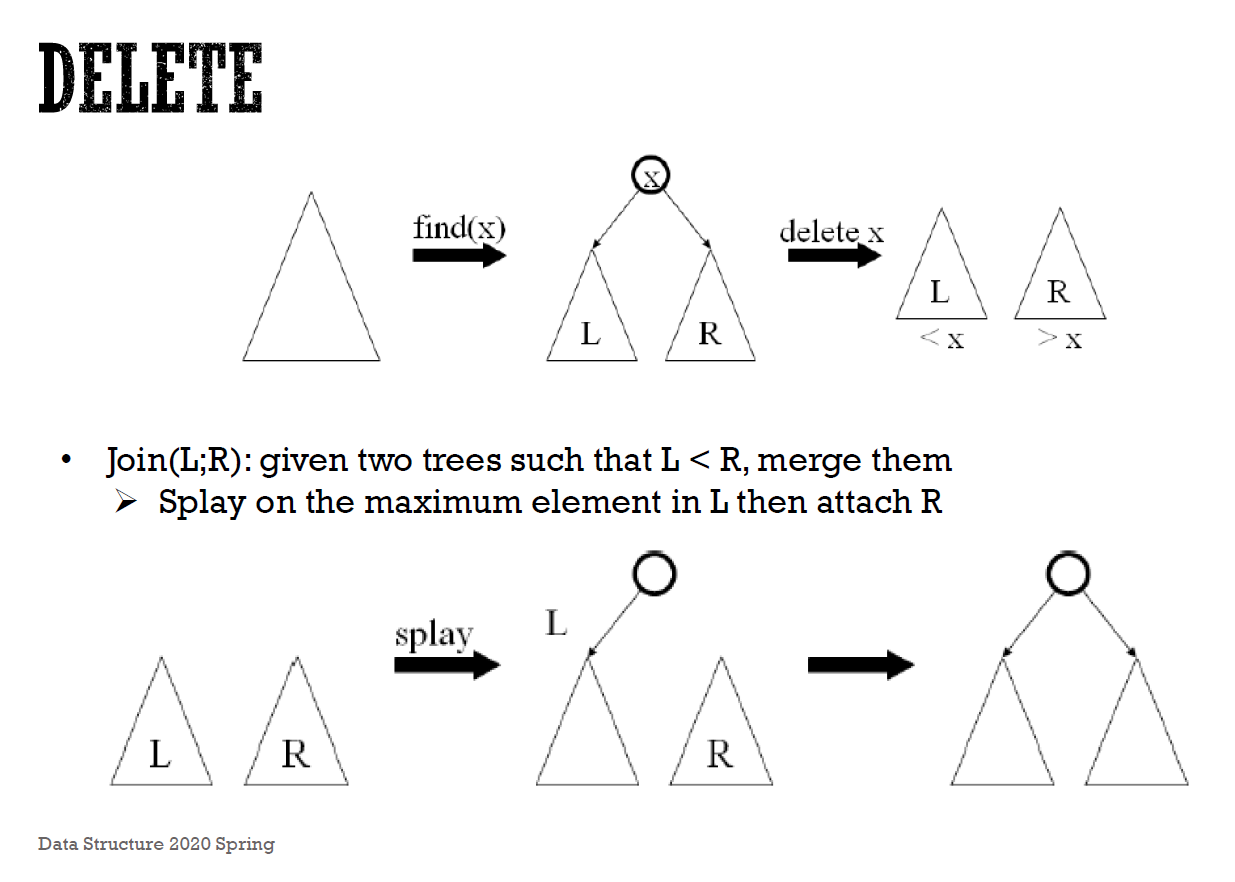 DELETE
x
find(x)
delete x
L
R
L
R
< x
> x
• Join(L;R): given two trees such that L < R, merge them
➢ Splay on the maximum element in L then attach R
L
splay
L
R
R
Data Structure 2020 Spring